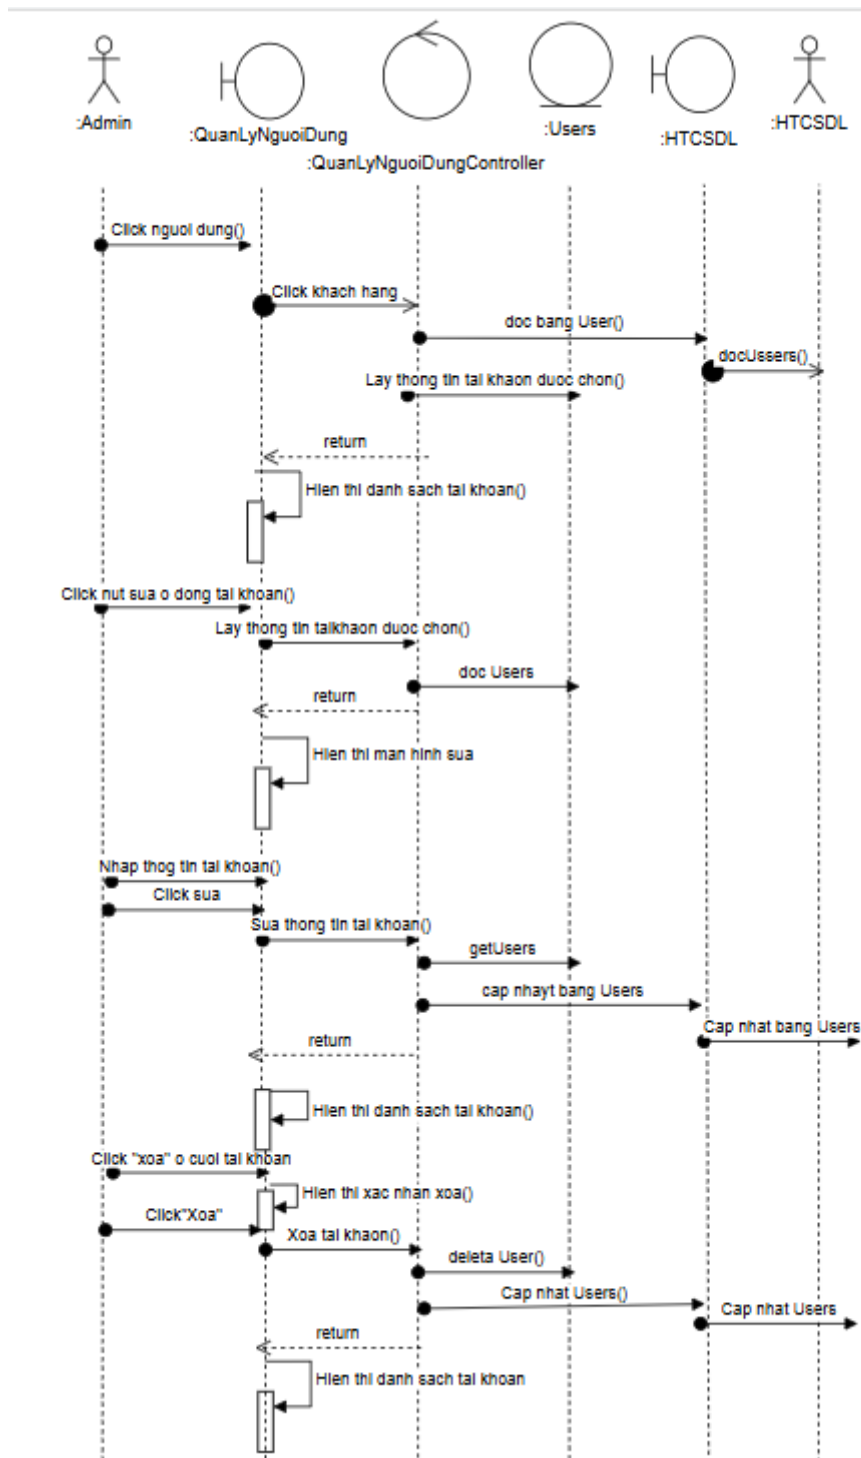 :Admin
:QuanLyNguoiDung
:QuanLyNguoiDungController
:Users
:HTCSDL
:HTCSDL
Click nguoi dung()
Click khach hang
doc bang User()
docUssers()
Lay thong tin tai khaon duoc chon()
return
Hien thi danh sach tai khoan()
Click nut sua o dong tai khoan()
Lay thong tin taikhaon duoc chon()
doc Users
return
Hien thi man hinh sua
Nhap thog tin tai khoan()
Click sua
Sua thong tin tai khoan()
getUsers
cap nhayt bang Users
Cap nhat bang Users
return
Hien thi danh sach tai khoan()
Click "xoa" o cuoi tai khoan
Hien thi xac nhan xoa()
Click"Xoa"
Xoa tai khaon()
deleta User()
Cap nhat Users()
Cap nhat Users
return
Hien thi danh sach tai khoan